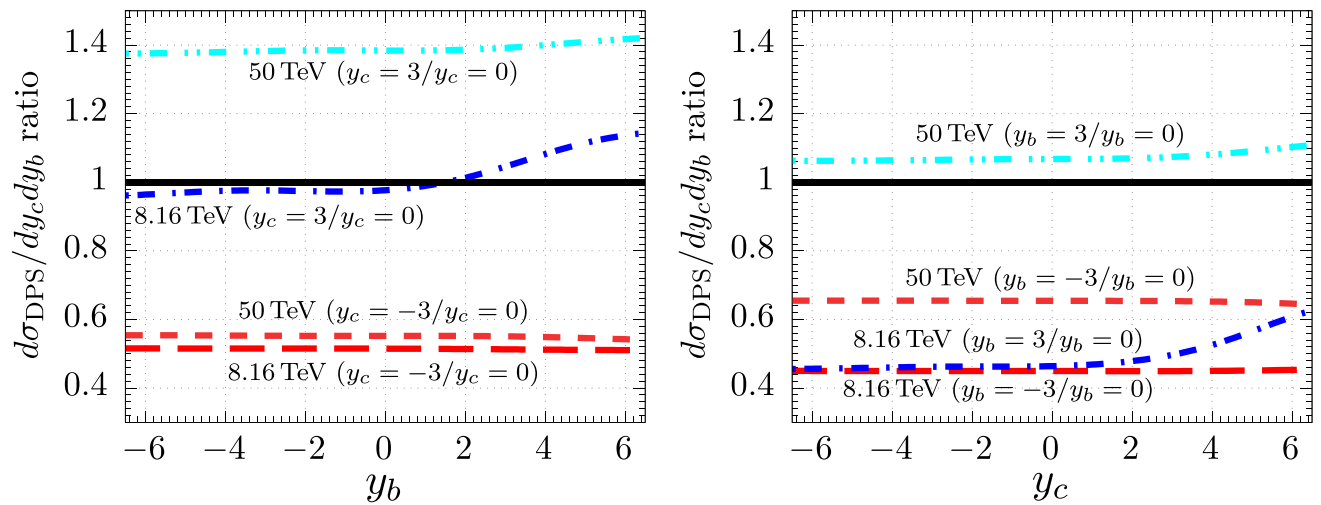 dσ_DPS/dy_c dy_b ratio
1.4
1.2
1
0.8
0.6
0.4
50 TeV (y_c = 3/y_c = 0)
8.16 TeV (y_c = 3/y_c = 0)
50 TeV (y_c = −3/y_c = 0)
8.16 TeV (y_c = −3/y_c = 0)
−6 −4 −2 0 2 4 6
y_b
dσ_DPS/dy_c dy_b ratio
1.4
1.2
1
0.8
0.6
0.4
50 TeV (y_b = 3/y_b = 0)
50 TeV (y_b = −3/y_b = 0)
8.16 TeV (y_b = 3/y_b = 0)
8.16 TeV (y_b = −3/y_b = 0)
−6 −4 −2 0 2 4 6
y_c